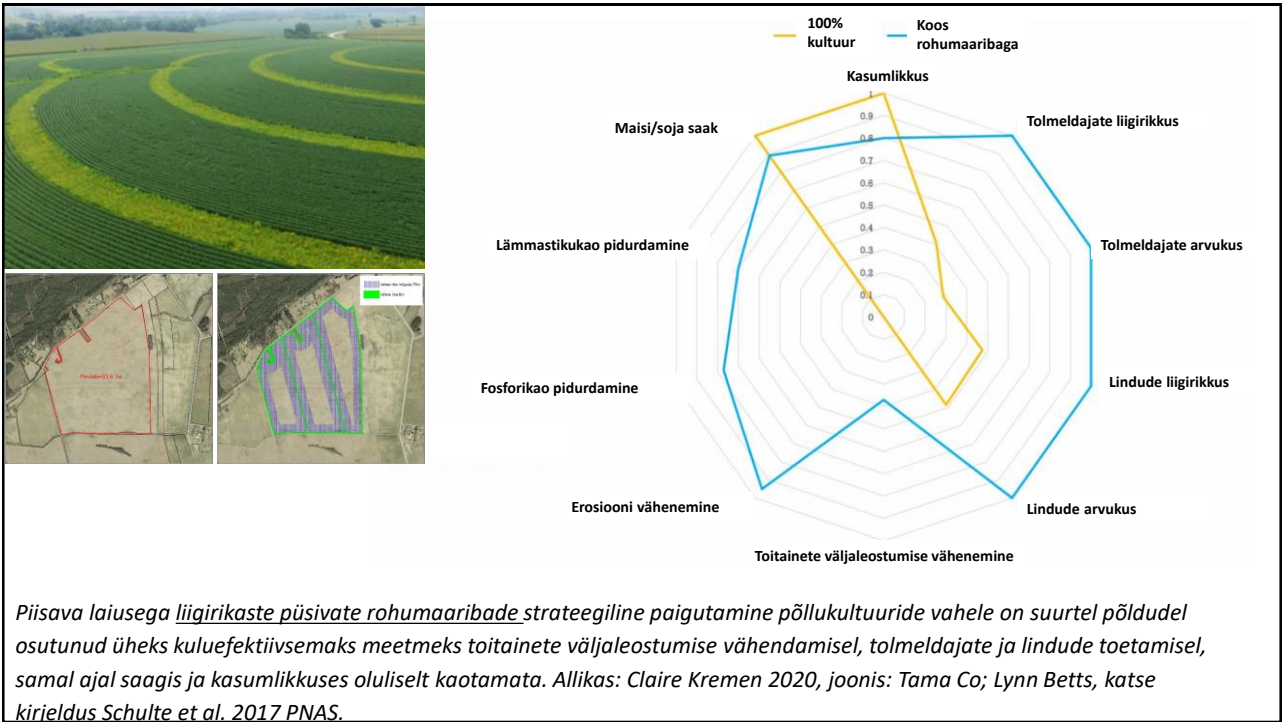 100%
kultuur
Koos
rohumaaribaga
Kasumlikkus
Maisi/soja saak
Tolmeldajate liigirikkus
Lämmastikukao pidurdamine
Tolmeldajate arvukus
Fosforikao pidurdamine
Lindude liigirikkus
Erosiooni vähenemine
Lindude arvukus
Toitainete väljaleostumise vähenemine
1
0.9
0.8
0.7
0.6
0.5
0.4
0.3
0.2
0.1
0
Piisava laiusega liigirikaste püsivate rohumaaribade strateegiline paigutamine põllukultuuride vahele on suurtel põldudel
osutunud üheks kuluefektiivsemaks meetmeks toitainete väljaleostumise vähendamisel, tolmeldajate ja lindude toetamisel,
samal ajal saagis ja kasumlikkuses oluliselt kaotamata. Allikas: Claire Kremen 2020, joonis: Tama Co; Lynn Betts, katse
kirjeldus Schulte et al. 2017 PNAS.